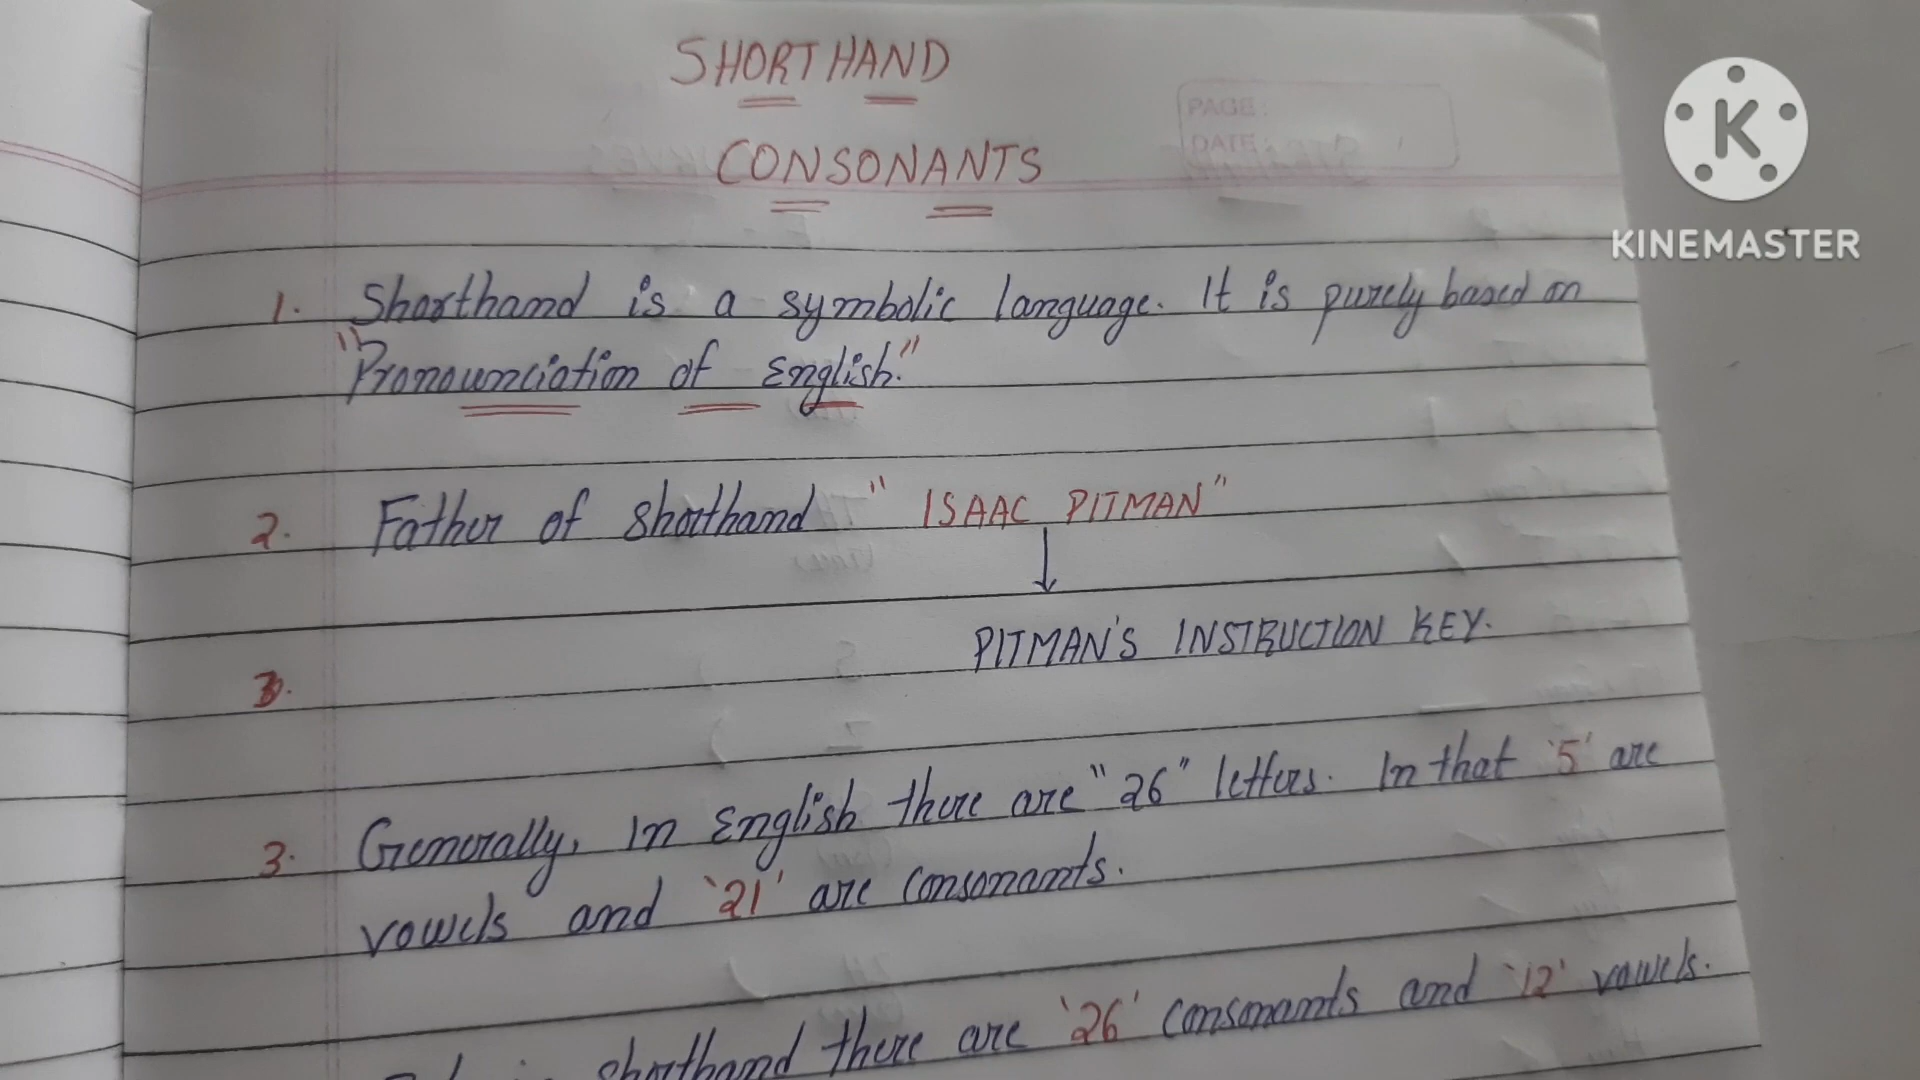 SHORTHAND
CONSONANTS
PAGE:
DATE:
K
KINEMASTER
1. Shorthand is a symbolic language. It is purely based on
"Pronounciation of English."
2. Father of Shorthand "ISAAC PITMAN"
↓
PITMAN'S INSTRUCTION KEY.
3.
3. Generally, in English there are "26" letters. In that '5' are
vowels and '21' are consonants.
shorthand there are '26' consonants and '12' vowels.